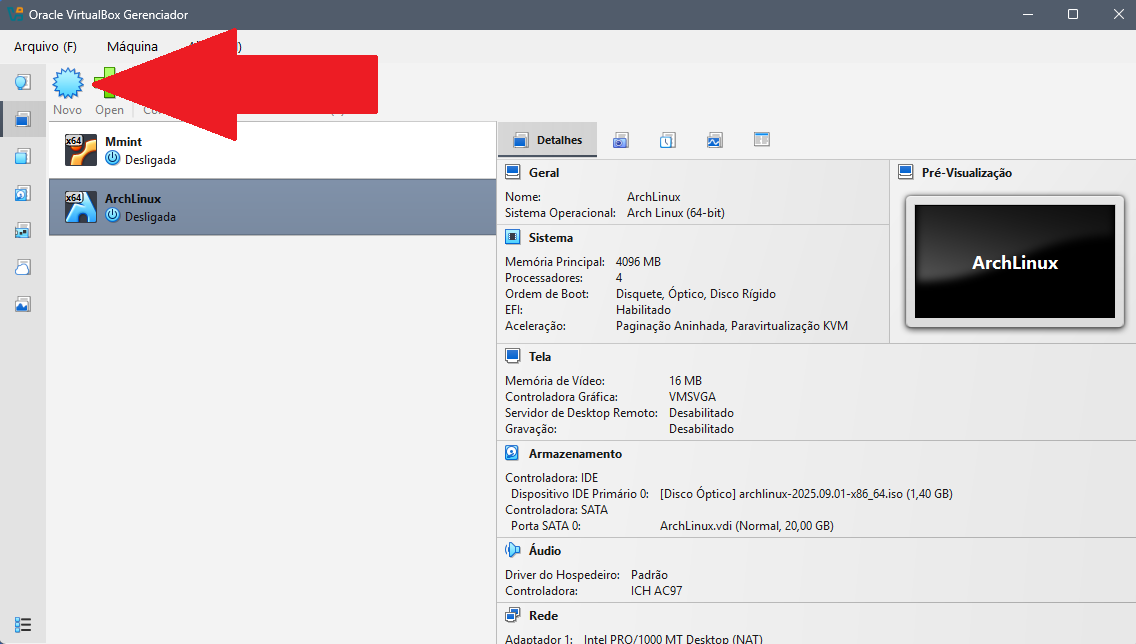 Oracle VirtualBox Gerenciador
Arquivo (F) Máquina
Novo Open
x64 Mmint
Desligada
x64 ArchLinux
Desligada
Detalhes
Geral
Nome: ArchLinux
Sistema Operacional: Arch Linux (64-bit)
Pré-Visualização
ArchLinux
Sistema
Memória Principal: 4096 MB
Processadores: 4
Ordem de Boot: Disquete, Óptico, Disco Rígido
EFI: Habilitado
Aceleração: Paginação Aninhada, Paravirtualização KVM
Tela
Memória de Vídeo: 16 MB
Controladora Gráfica: VMSVGA
Servidor de Desktop Remoto: Desabilitado
Gravação: Desabilitado
Armazenamento
Controladora: IDE
Dispositivo IDE Primário 0: [Disco Óptico] archlinux-2025.09.01-x86_64.iso (1,40 GB)
Controladora: SATA
Porta SATA 0: ArchLinux.vdi (Normal, 20,00 GB)
Áudio
Driver do Hospedeiro: Padrão
Controladora: ICH AC97
Rede
Adaptador 1: Intel PRO/1000 MT Desktop (NAT)